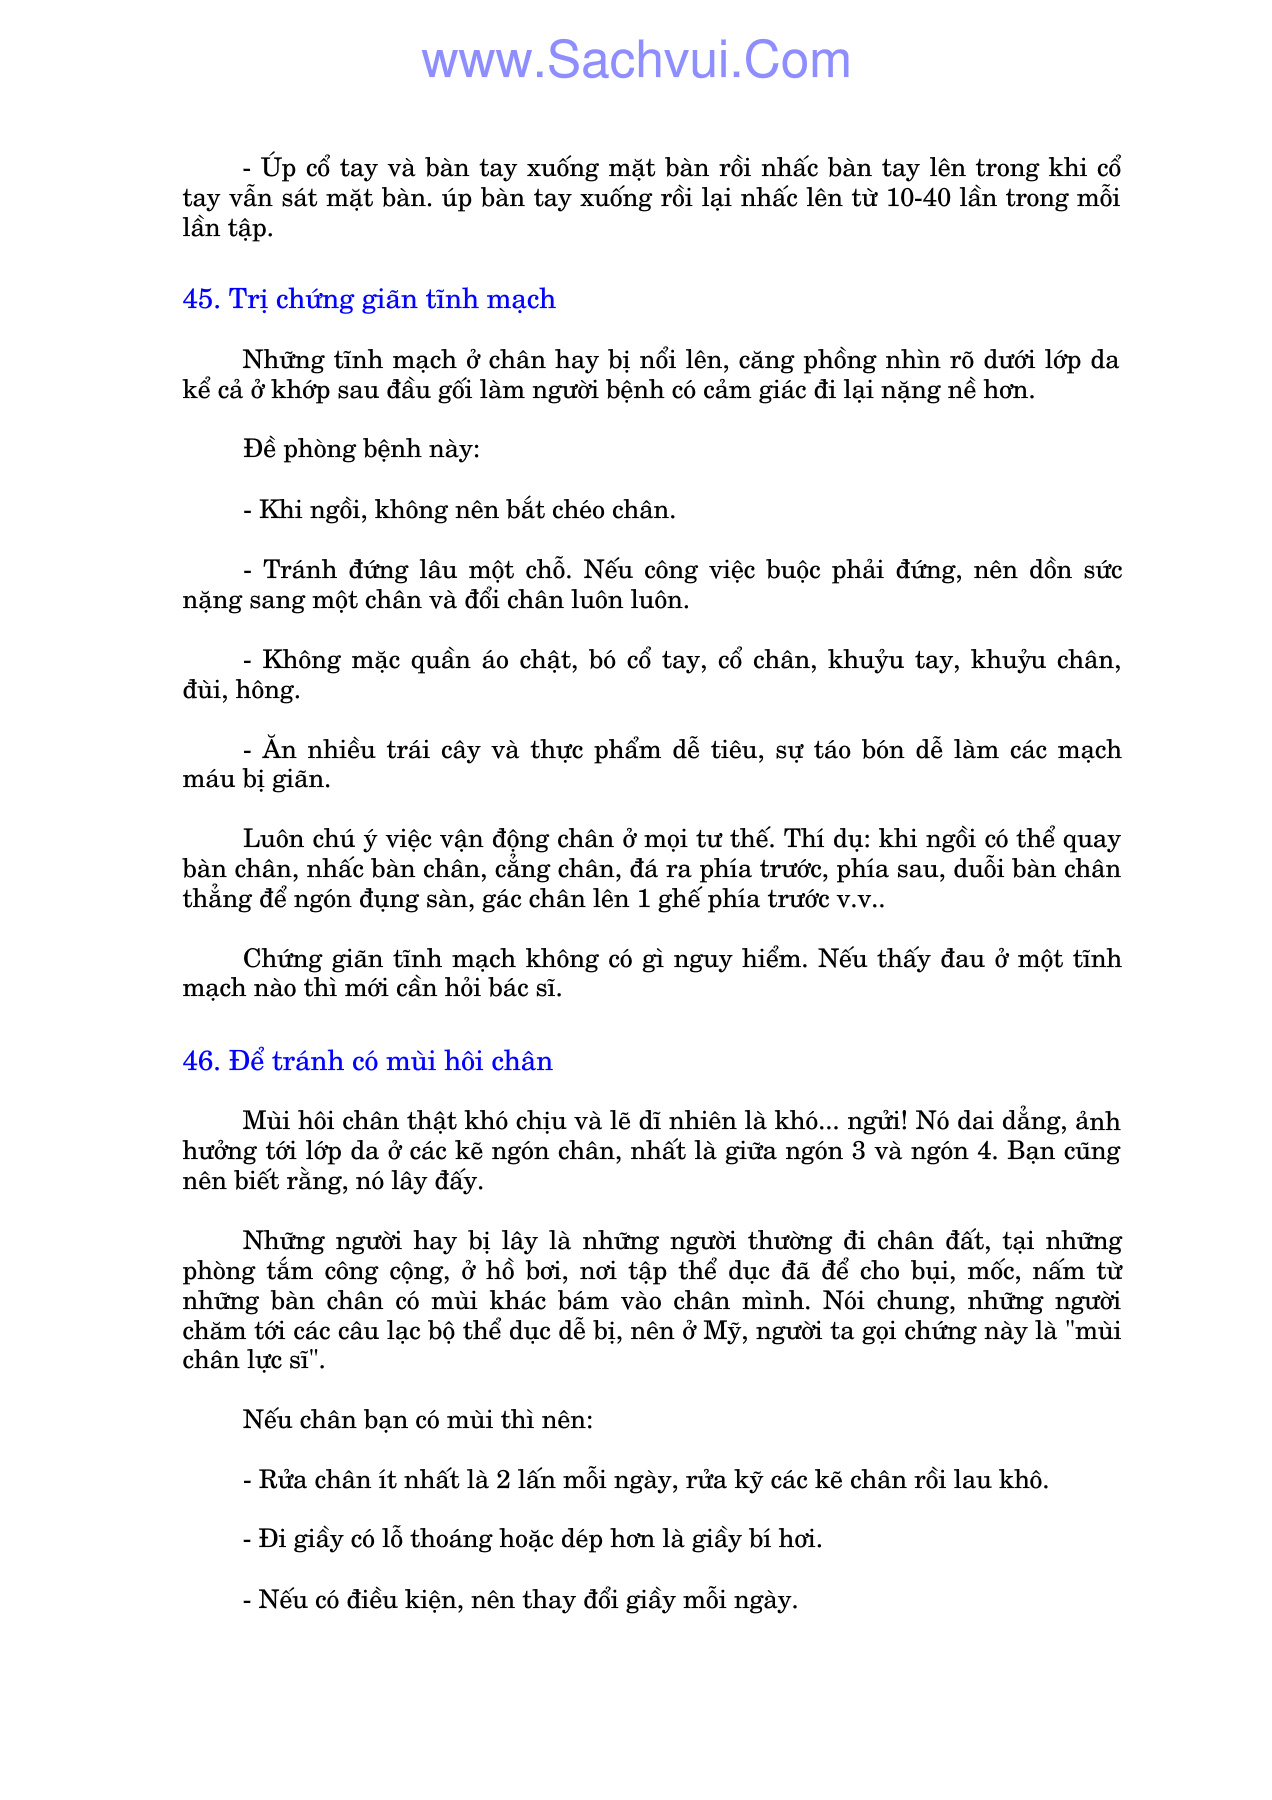 www.Sachvui.Com
- Úp cổ tay và bàn tay xuống mặt bàn rồi nhấc bàn tay lên trong khi cổ
tay vẫn sát mặt bàn. úp bàn tay xuống rồi lại nhấc lên từ 10-40 lần trong mỗi
lần tập.
45. Trị chứng giãn tĩnh mạch
Những tĩnh mạch ở chân hay bị nổi lên, căng phồng nhìn rõ dưới lớp da
kể cả ở khớp sau đầu gối làm người bệnh có cảm giác đi lại nặng nề hơn.
Đề phòng bệnh này:
- Khi ngồi, không nên bắt chéo chân.
- Tránh đứng lâu một chỗ. Nếu công việc buộc phải đứng, nên dồn sức
nặng sang một chân và đổi chân luôn luôn.
- Không mặc quần áo chật, bó cổ tay, cổ chân, khuỷu tay, khuỷu chân,
đùi, hông.
- Ăn nhiều trái cây và thực phẩm dễ tiêu, sự táo bón dễ làm các mạch
máu bị giãn.
Luôn chú ý việc vận động chân ở mọi tư thế. Thí dụ: khi ngồi có thể quay
bàn chân, nhấc bàn chân, cẳng chân, đá ra phía trước, phía sau, duỗi bàn chân
thẳng để ngón đụng sàn, gác chân lên 1 ghế phía trước v.v..
Chứng giãn tĩnh mạch không có gì nguy hiểm. Nếu thấy đau ở một tĩnh
mạch nào thì mới cần hỏi bác sĩ.
46. Để tránh có mùi hôi chân
Mùi hôi chân thật khó chịu và lẽ dĩ nhiên là khó... ngửi! Nó dai dẳng, ảnh
hưởng tới lớp da ở các kẽ ngón chân, nhất là giữa ngón 3 và ngón 4. Bạn cũng
nên biết rằng, nó lây đấy.
Những người hay bị lây là những người thường đi chân đất, tại những
phòng tắm công cộng, ở hồ bơi, nơi tập thể dục đã để cho bụi, mốc, nấm từ
những bàn chân có mùi khác bám vào chân mình. Nói chung, những người
chăm tới các câu lạc bộ thể dục dễ bị, nên ở Mỹ, người ta gọi chứng này là "mùi
chân lực sĩ".
Nếu chân bạn có mùi thì nên:
- Rửa chân ít nhất là 2 lấn mỗi ngày, rửa kỹ các kẽ chân rồi lau khô.
- Đi giầy có lỗ thoáng hoặc dép hơn là giầy bí hơi.
- Nếu có điều kiện, nên thay đổi giầy mỗi ngày.